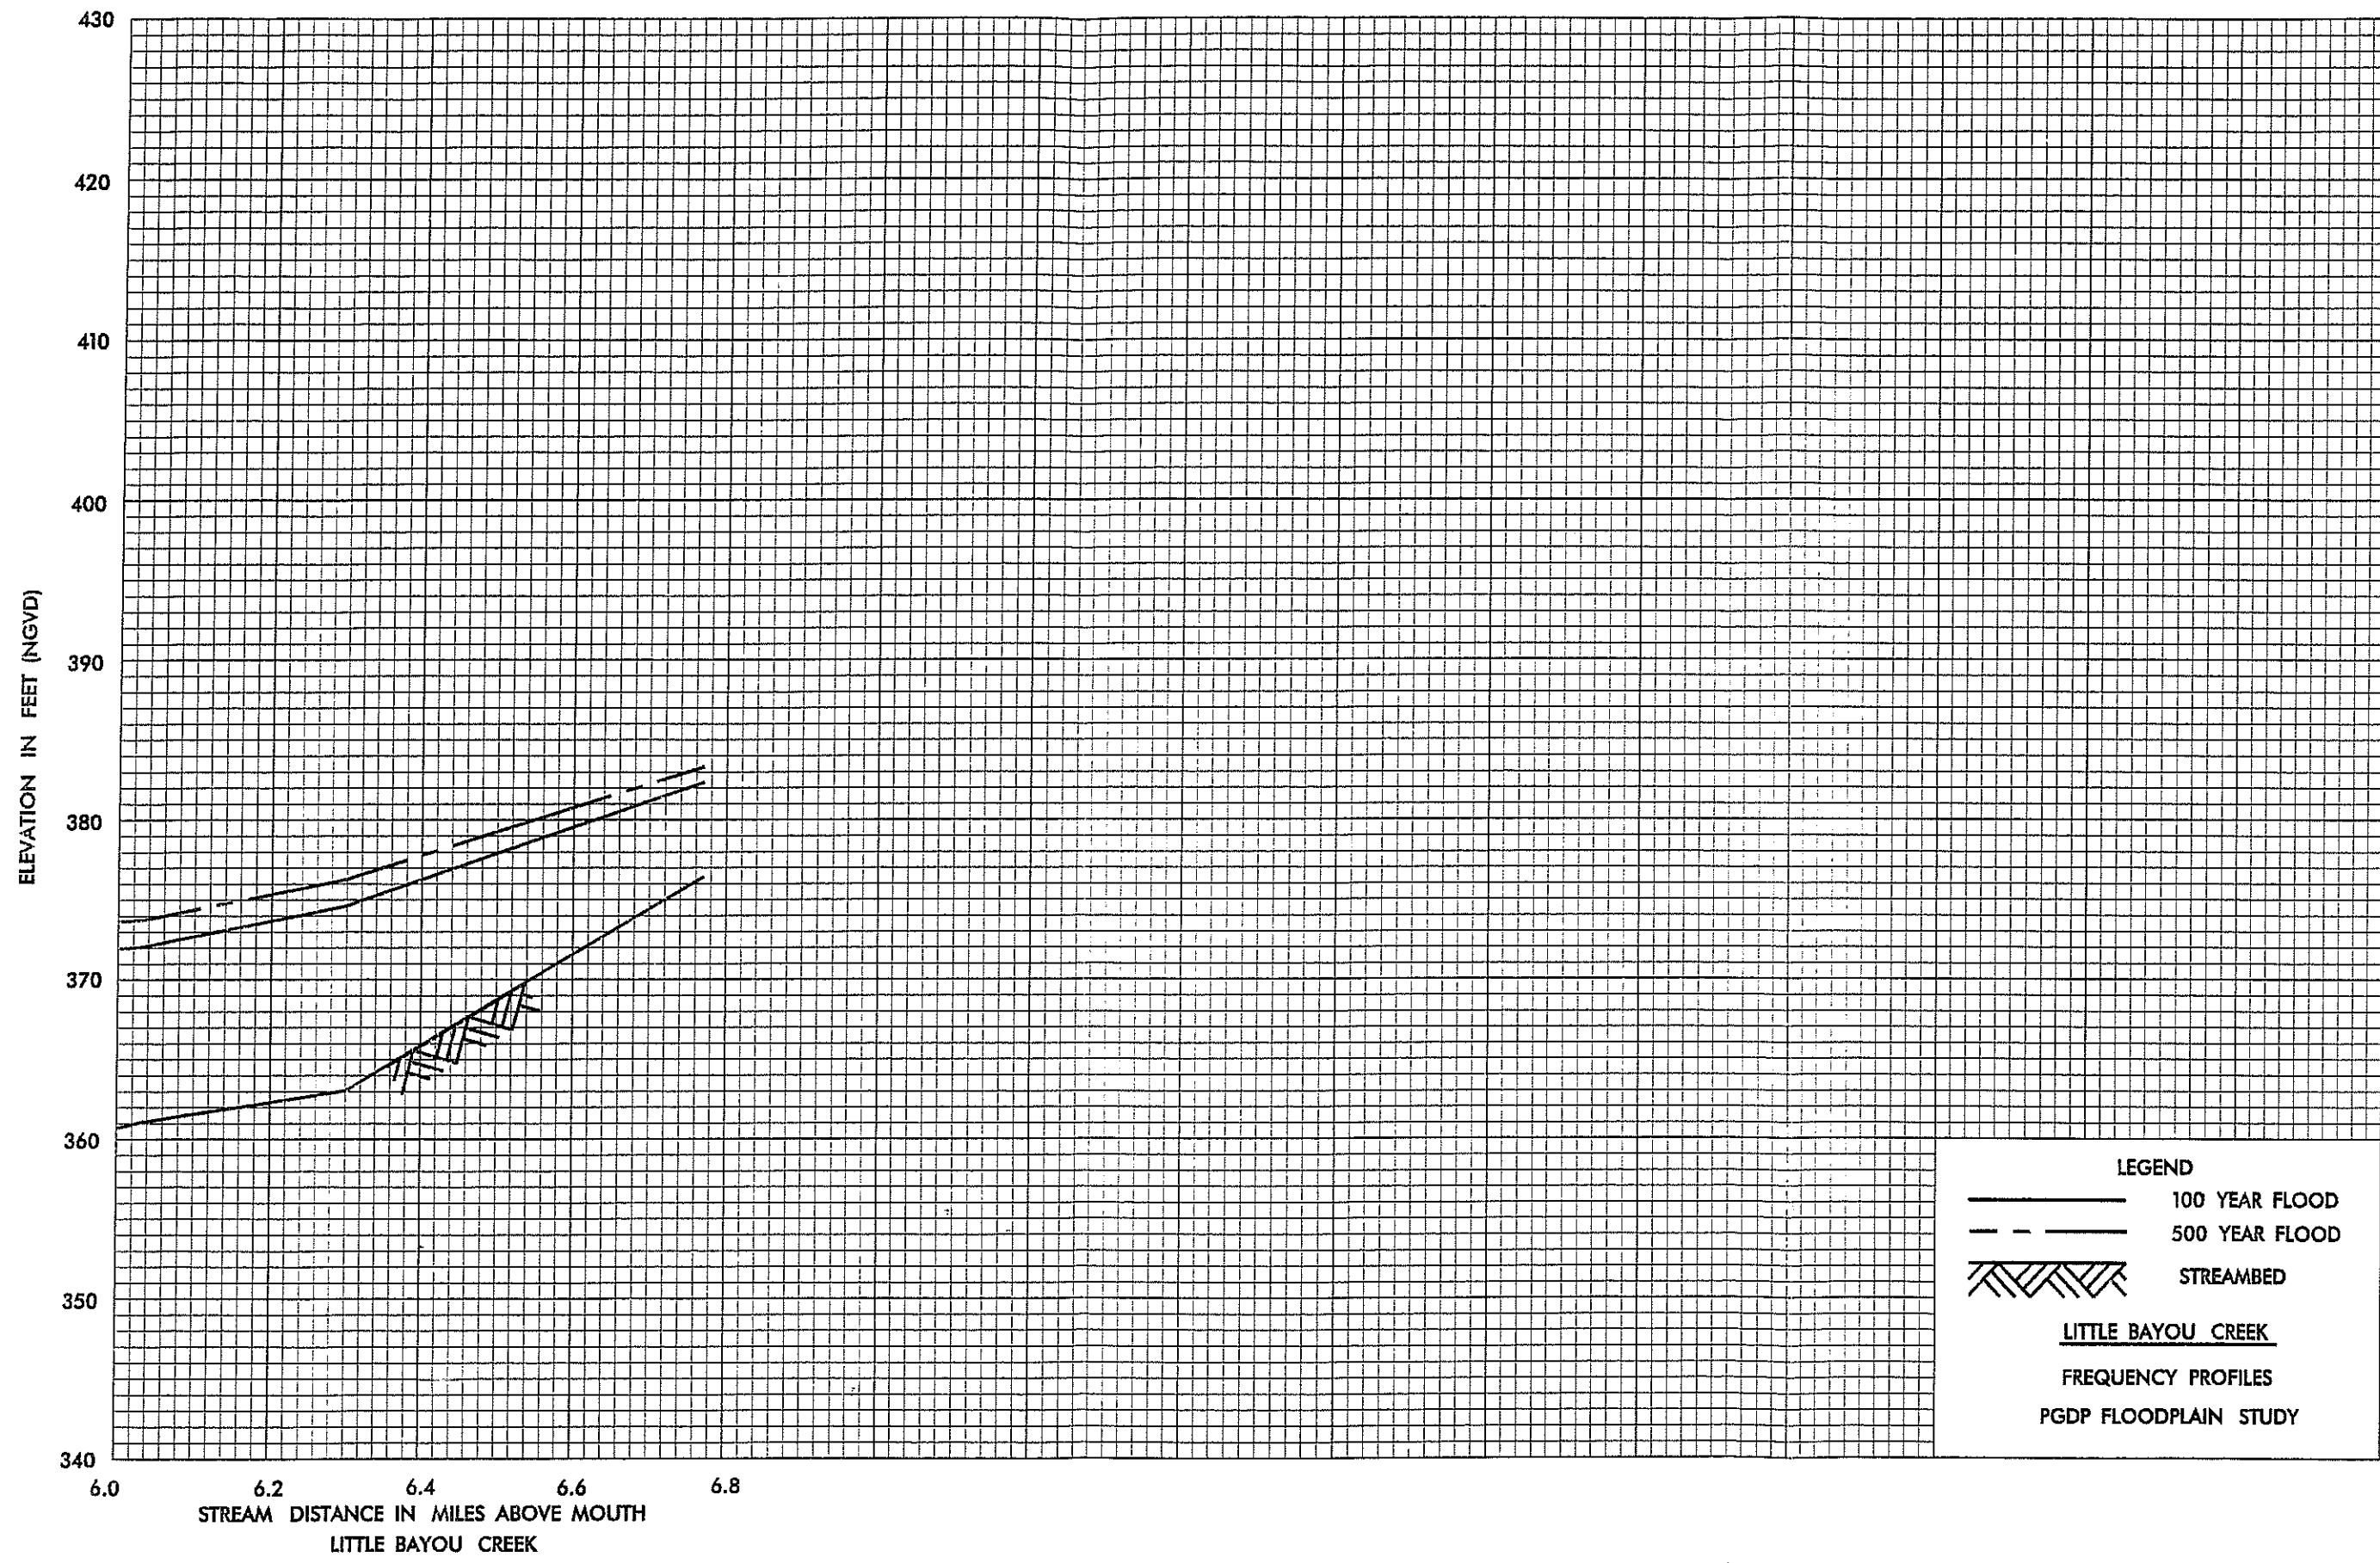 430
420
410
400
390
380
370
360
350
340
ELEVATION IN FEET (NGVD)
6.0 6.2 6.4 6.6 6.8
STREAM DISTANCE IN MILES ABOVE MOUTH
LITTLE BAYOU CREEK
LEGEND
100 YEAR FLOOD
500 YEAR FLOOD
STREAMBED
LITTLE BAYOU CREEK
FREQUENCY PROFILES
PGDP FLOODPLAIN STUDY